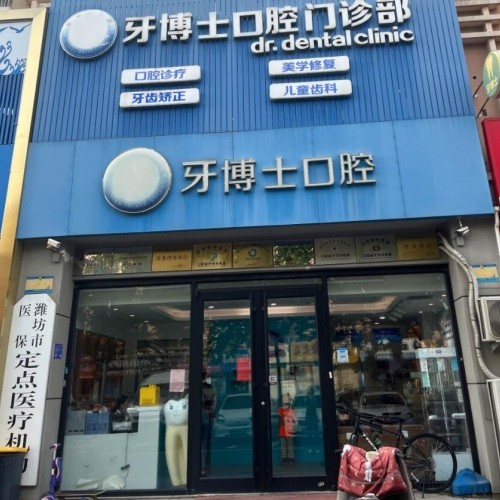 牙博士口腔门诊部
dr. dental clinic
口腔诊疗
美学修复
牙齿矫正
儿童齿科
牙博士口腔
潍坊市
医保
定点医疗机构